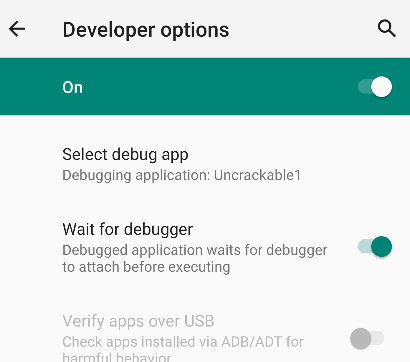 Developer options
On
Select debug app
Debugging application: Uncrackable1
Wait for debugger
Debugged application waits for debugger
to attach before executing
Verify apps over USB
Check apps installed via ADB/ADT for
harmful behavior